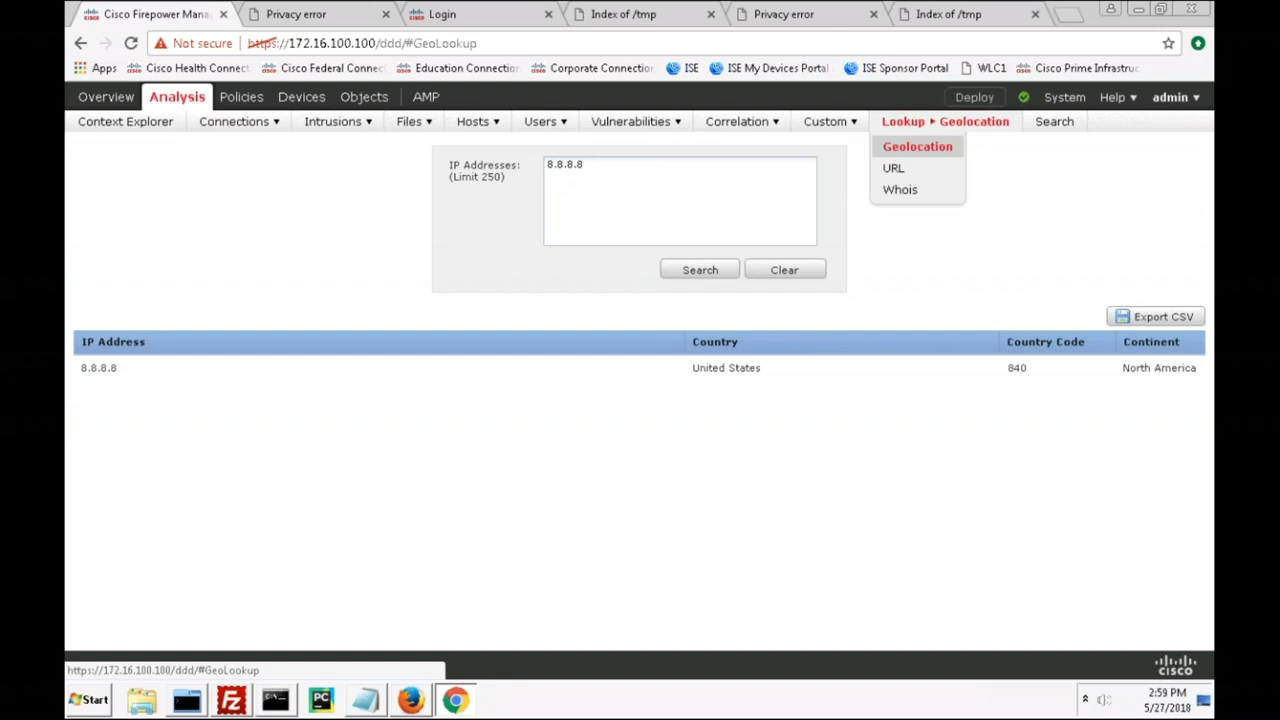 Cisco Firepower Mana
Privacy error
Login
Index of /tmp
Privacy error
Index of /tmp
Not secure | https://172.16.100.100/ddd/#GeoLookup
Apps Cisco Health Connect Cisco Federal Connec Education Connection Corporate Connection ISE ISE My Devices Portal ISE Sponsor Portal WLC1 Cisco Prime Infrastruc
Overview Analysis Policies Devices Objects AMP Deploy System Help admin
Context Explorer Connections Intrusions Files Hosts Users Vulnerabilities Correlation Custom Lookup Geolocation Search
Geolocation
URL
Whois
IP Addresses: 8.8.8.8
(Limit 250)
Search Clear
Export CSV
IP Address Country Country Code Continent
8.8.8.8 United States 840 North America
https://172.16.100.100/ddd/#GeoLookup
CISCO
Start
FZ
PC
2:59 PM
5/27/2018